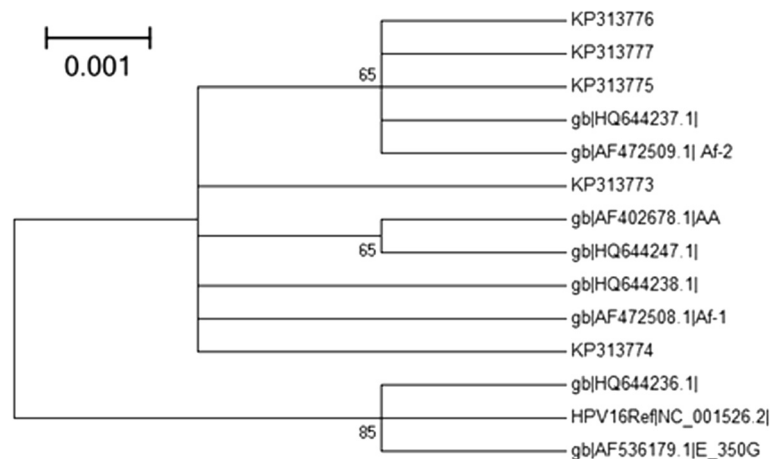 KP313776
0.001
KP313777
65
KP313775
gb|HQ644237.1|
gb|AF472509.1| Af-2
KP313773
gb|AF402678.1|AA
65
gb|HQ644247.1|
gb|HQ644238.1|
gb|AF472508.1|Af-1
KP313774
gb|HQ644236.1|
HPV16Ref|NC_001526.2|
85
gb|AF536179.1|E_350G